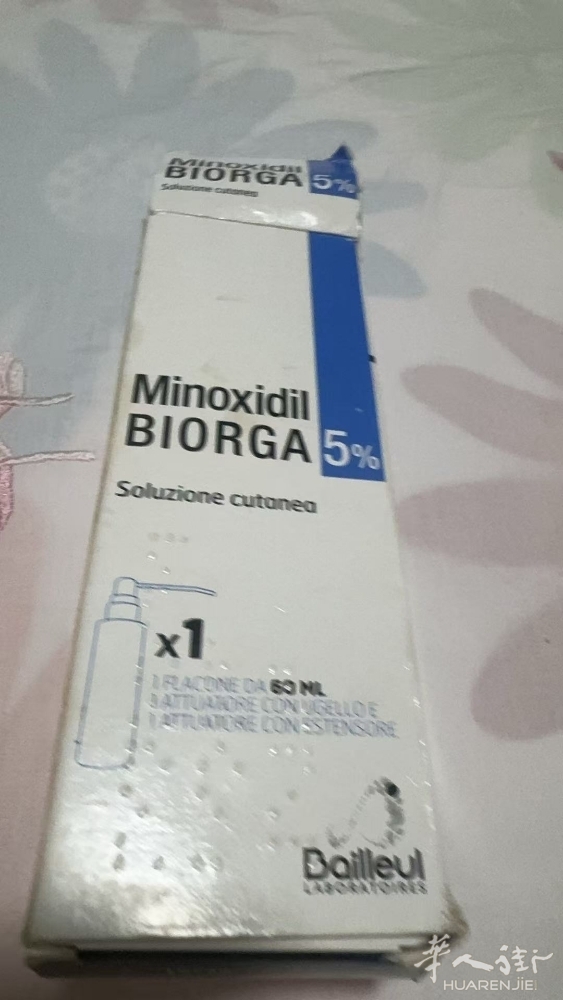 Minoxidil
BIORGA 5%
Soluzione cutanea
Minoxidil
BIORGA 5%
Soluzione cutanea
x1
1 FLACONE DA 60 ML
1 ATTUATORE CON UGELLO E
1 ATTUATORE CON ESTENSORE
Bailleul
LABORATOIRES
華人街
HUARENJIE